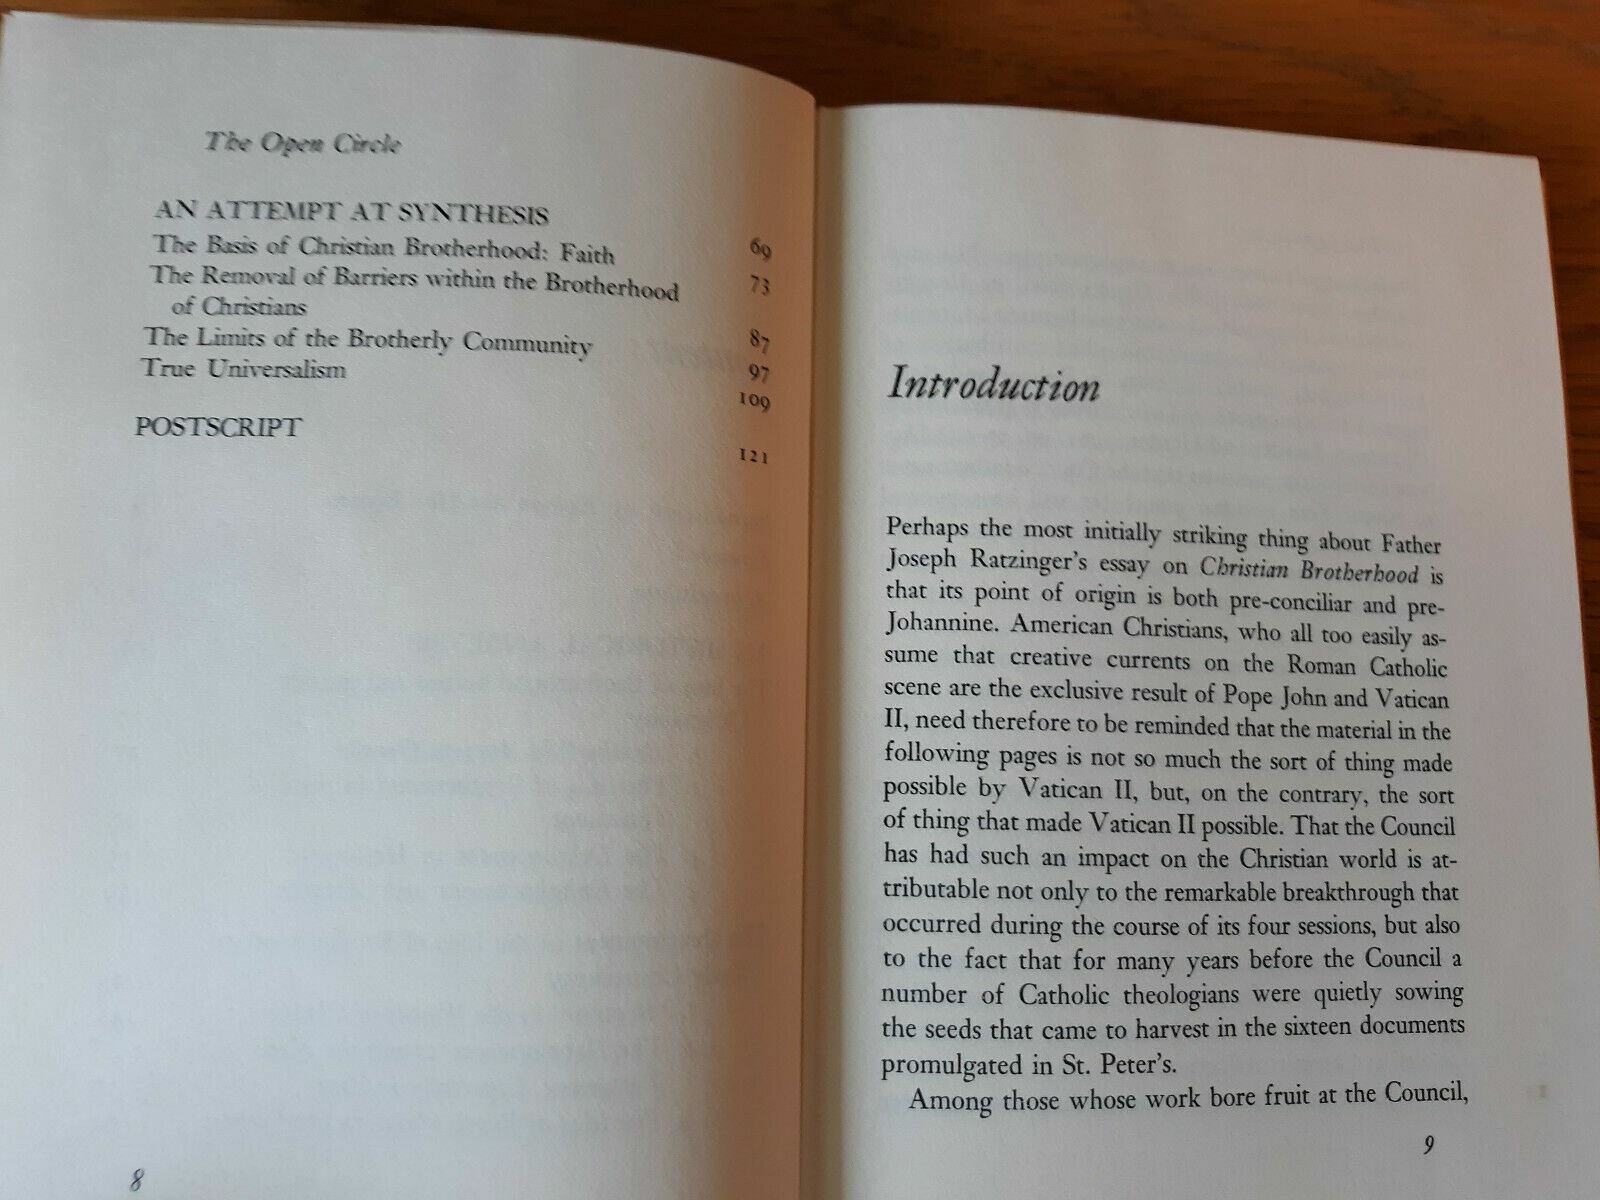 The Open Circle
AN ATTEMPT AT SYNTHESIS
The Basis of Christian Brotherhood: Faith 69
The Removal of Barriers within the Brotherhood 73
of Christians
The Limits of the Brotherly Community 87
True Universalism 97
109
POSTSCRIPT
121
8
Introduction
Perhaps the most initially striking thing about Father
Joseph Ratzinger's essay on Christian Brotherhood is
that its point of origin is both pre-conciliar and pre-
Johannine. American Christians, who all too easily as-
sume that creative currents on the Roman Catholic
scene are the exclusive result of Pope John and Vatican
II, need therefore to be reminded that the material in the
following pages is not so much the sort of thing made
possible by Vatican II, but, on the contrary, the sort
of thing that made Vatican II possible. That the Council
has had such an impact on the Christian world is at-
tributable not only to the remarkable breakthrough that
occurred during the course of its four sessions, but also
to the fact that for many years before the Council a
number of Catholic theologians were quietly sowing
the seeds that came to harvest in the sixteen documents
promulgated in St. Peter's.
Among those whose work bore fruit at the Council,
9